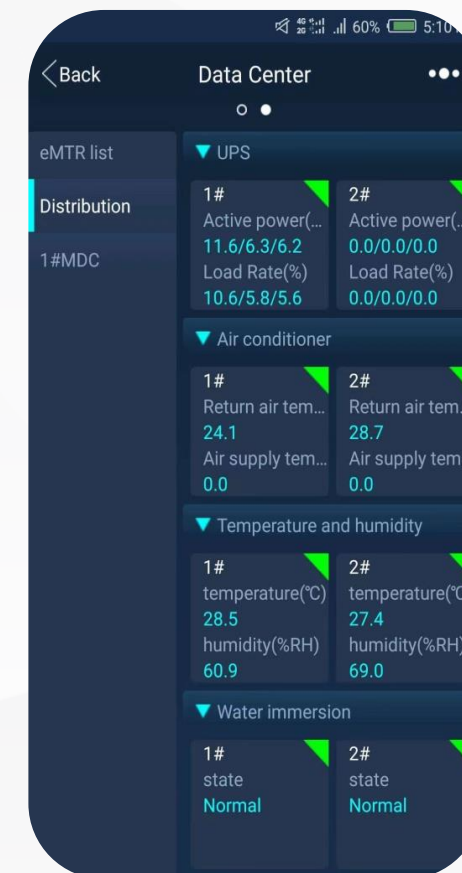 60% 5:10
Back Data Center
eMTR list
Distribution
1#MDC
UPS
1# 2#
Active power(... Active power(..
11.6/6.3/6.2 0.0/0.0/0.0
Load Rate(%) Load Rate(%)
10.6/5.8/5.6 0.0/0.0/0.0
Air conditioner
1# 2#
Return air tem... Return air tem.
24.1 28.7
Air supply tem... Air supply tem
0.0 0.0
Temperature and humidity
1# 2#
temperature(℃) temperature(℃
28.5 27.4
humidity(%RH) humidity(%RH)
60.9 69.0
Water immersion
1# 2#
state state
Normal Normal